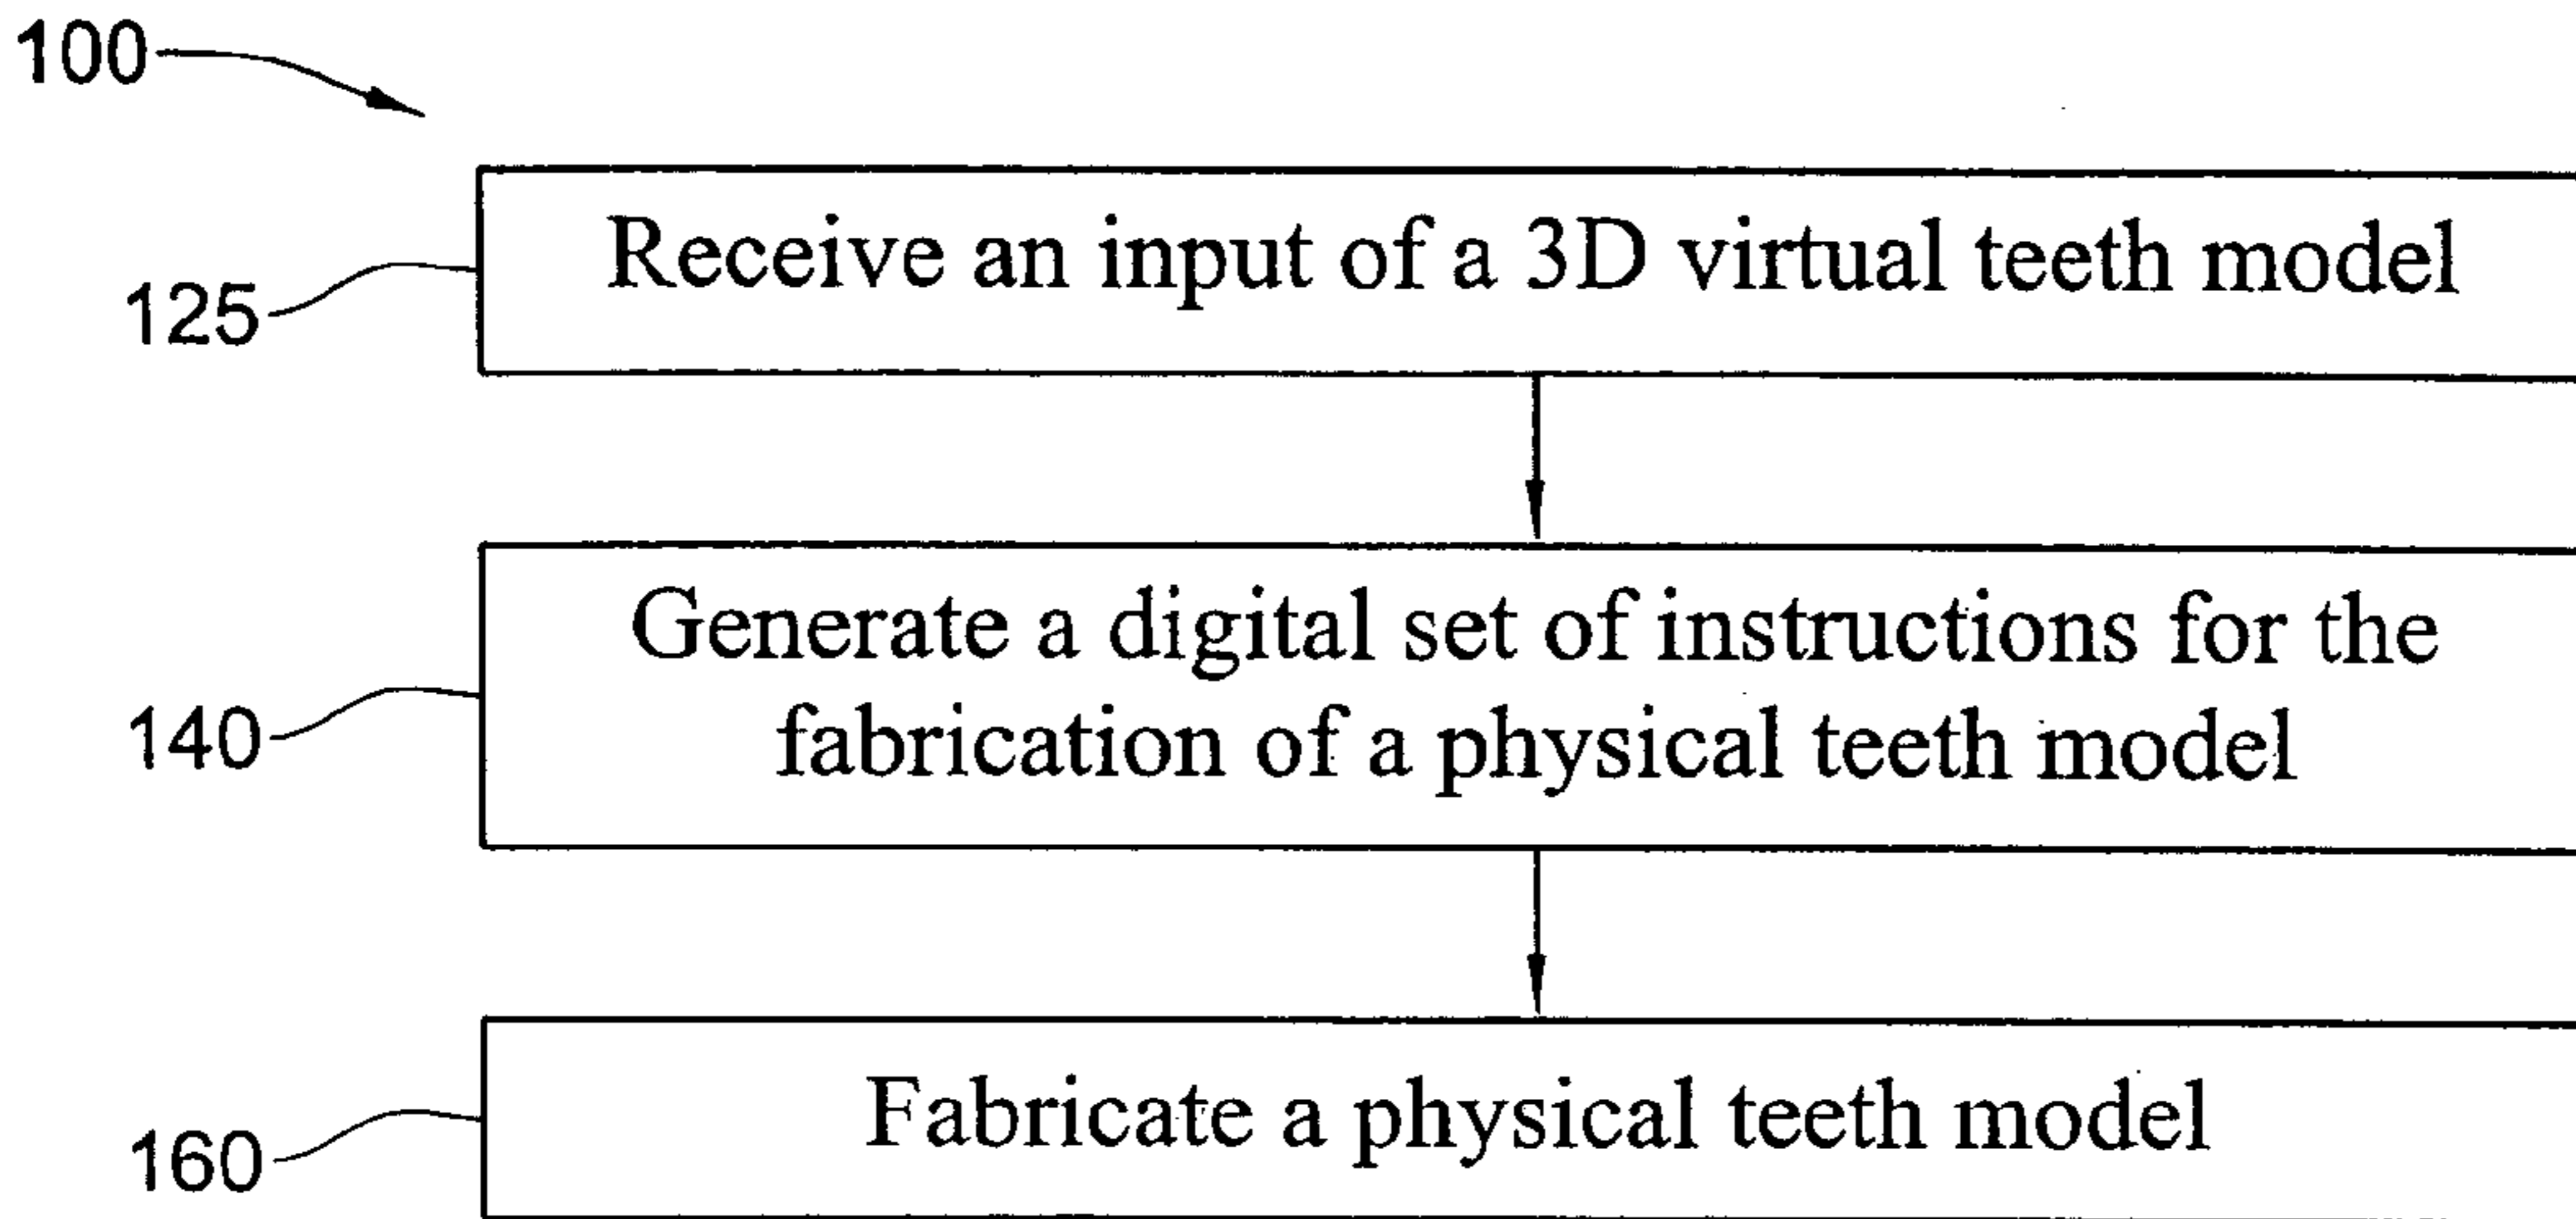 100
125
Receive an input of a 3D virtual teeth model
140
Generate a digital set of instructions for the
fabrication of a physical teeth model
160
Fabricate a physical teeth model